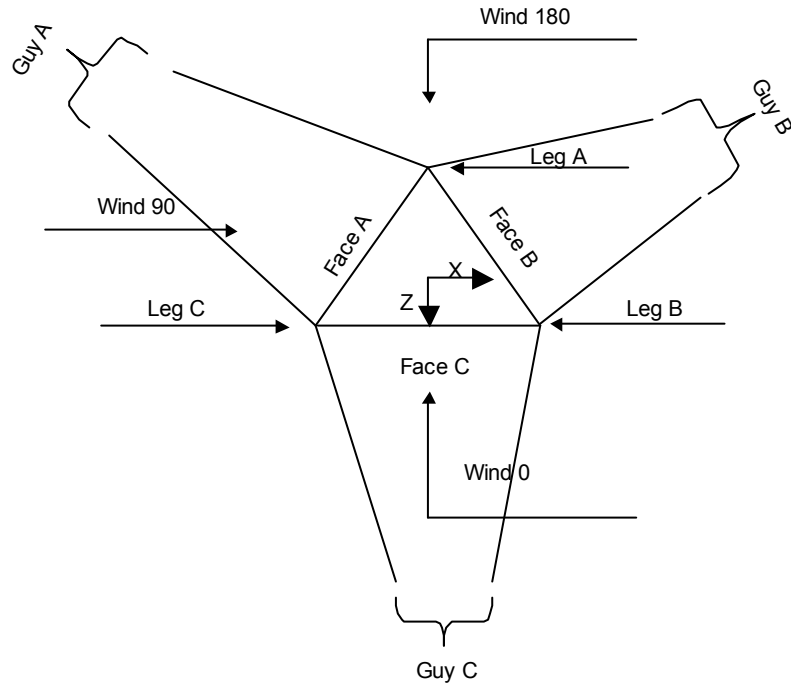 Wind 180
Guy A
Guy B
Leg A
Wind 90
Face A
Face B
X
Z
Leg C
Leg B
Face C
Wind 0
Guy C